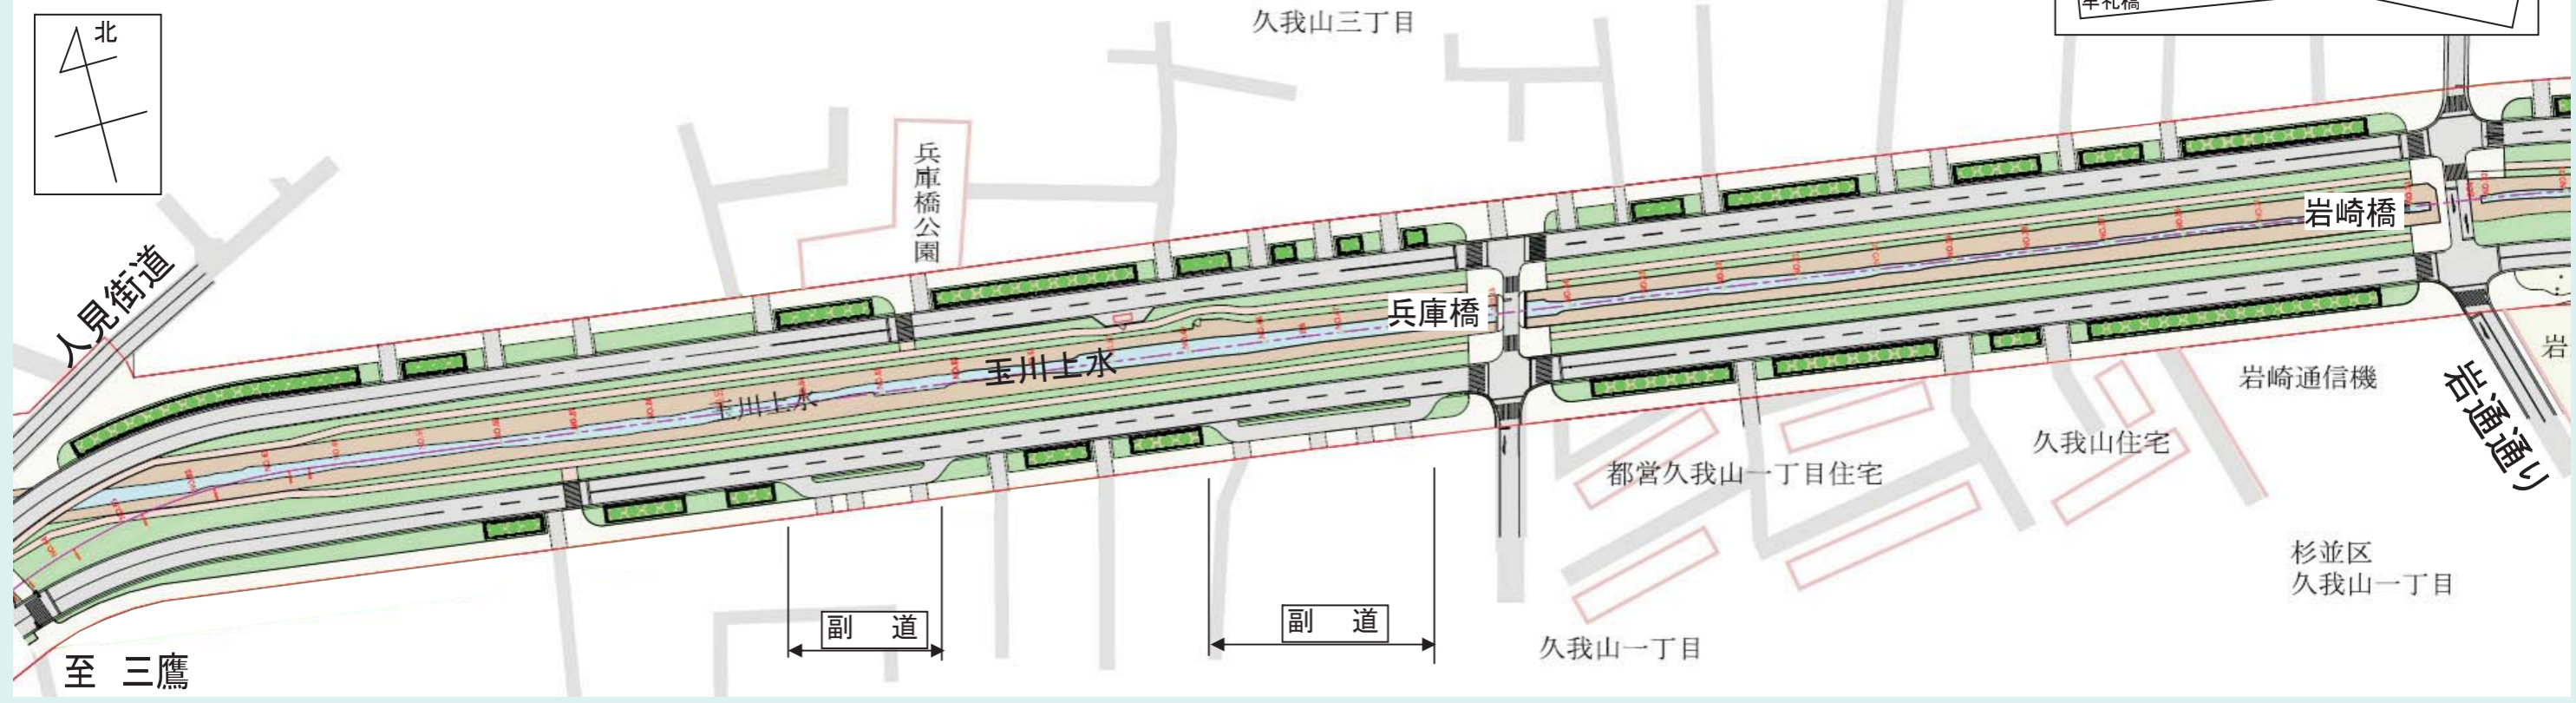 北
久我山三丁目
牟礼橋
人見街道
兵庫橋公園
岩崎橋
兵庫橋
玉川上水
玉川上水
岩崎通信機
岩
岩通通り
久我山住宅
都営久我山一丁目住宅
杉並区
久我山一丁目
副 道
副 道
久我山一丁目
至 三鷹